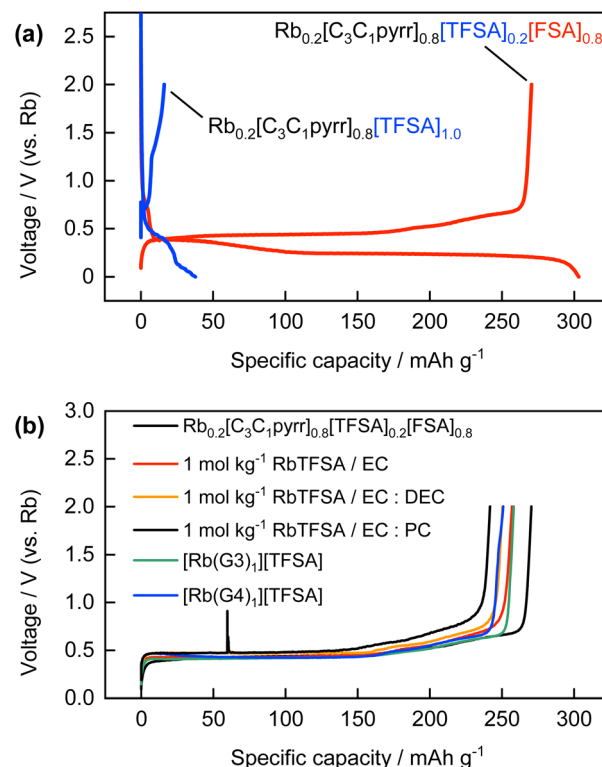 (a)
Rb₀.₂[C₃C₁pyrr]₀.₈[TFSA]₀.₂[FSA]₀.₈
Rb₀.₂[C₃C₁pyrr]₀.₈[TFSA]₁.₀
Voltage / V (vs. Rb)
2.5
2.0
1.5
1.0
0.5
0
0 50 100 150 200 250 300
Specific capacity / mAh g⁻¹
(b)
Voltage / V (vs. Rb)
3.0
2.5
2.0
1.5
1.0
0.5
0.0
Rb₀.₂[C₃C₁pyrr]₀.₈[TFSA]₀.₂[FSA]₀.₈
1 mol kg⁻¹ RbTFSA / EC
1 mol kg⁻¹ RbTFSA / EC : DEC
1 mol kg⁻¹ RbTFSA / EC : PC
[Rb(G3)₁][TFSA]
[Rb(G4)₁][TFSA]
0 50 100 150 200 250 300
Specific capacity / mAh g⁻¹